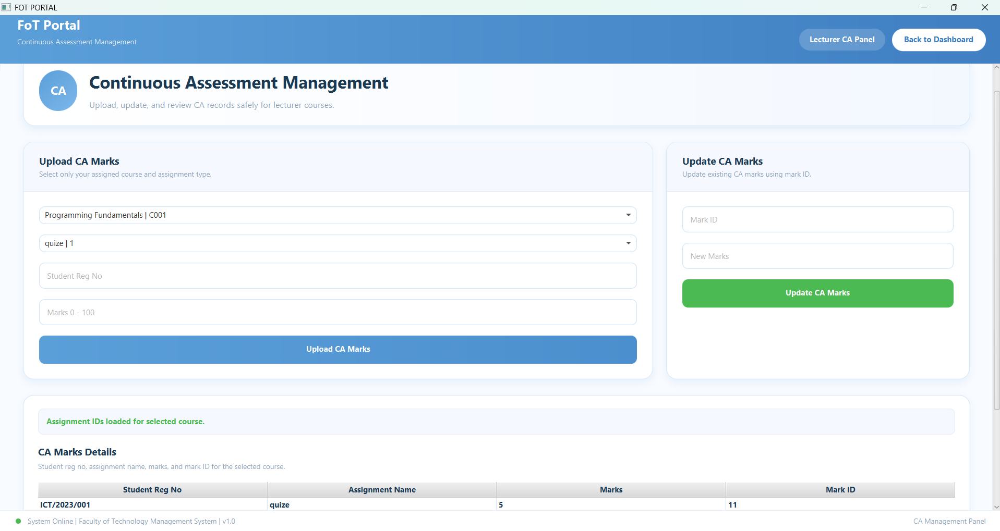 FOT PORTAL
FoT Portal
Continuous Assessment Management
Lecturer CA Panel
Back to Dashboard
CA
Continuous Assessment Management
Upload, update, and review CA records safely for lecturer courses.
Upload CA Marks
Select only your assigned course and assignment type.
Programming Fundamentals | C001
quize | 1
Student Reg No
Marks 0 - 100
Upload CA Marks
Update CA Marks
Update existing CA marks using mark ID.
Mark ID
New Marks
Update CA Marks
Assignment IDs loaded for selected course.
CA Marks Details
Student reg no, assignment name, marks, and mark ID for the selected course.
Student Reg No Assignment Name Marks Mark ID
ICT/2023/001 quize 5 11
System Online | Faculty of Technology Management System | v1.0
CA Management Panel